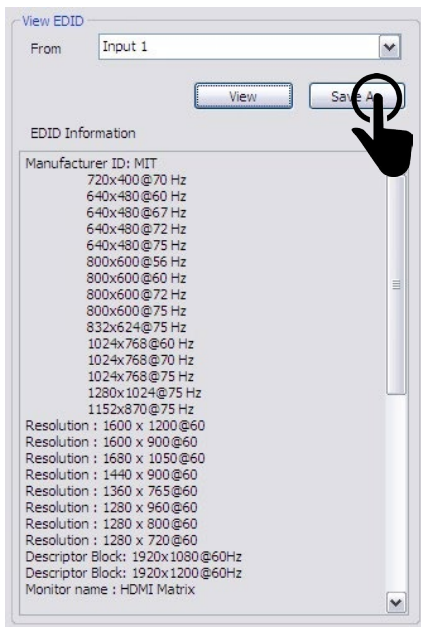 View EDID
From Input 1
View Save A
EDID Information
Manufacturer ID: MIT
720x400@70 Hz
640x480@60 Hz
640x480@67 Hz
640x480@72 Hz
640x480@75 Hz
800x600@56 Hz
800x600@60 Hz
800x600@72 Hz
800x600@75 Hz
832x624@75 Hz
1024x768@60 Hz
1024x768@70 Hz
1024x768@75 Hz
1280x1024@75 Hz
1152x870@75 Hz
Resolution : 1600 x 1200@60
Resolution : 1600 x 900@60
Resolution : 1680 x 1050@60
Resolution : 1440 x 900@60
Resolution : 1360 x 765@60
Resolution : 1280 x 960@60
Resolution : 1280 x 800@60
Resolution : 1280 x 720@60
Descriptor Block: 1920x1080@60Hz
Descriptor Block: 1920x1200@60Hz
Monitor name : HDMI Matrix